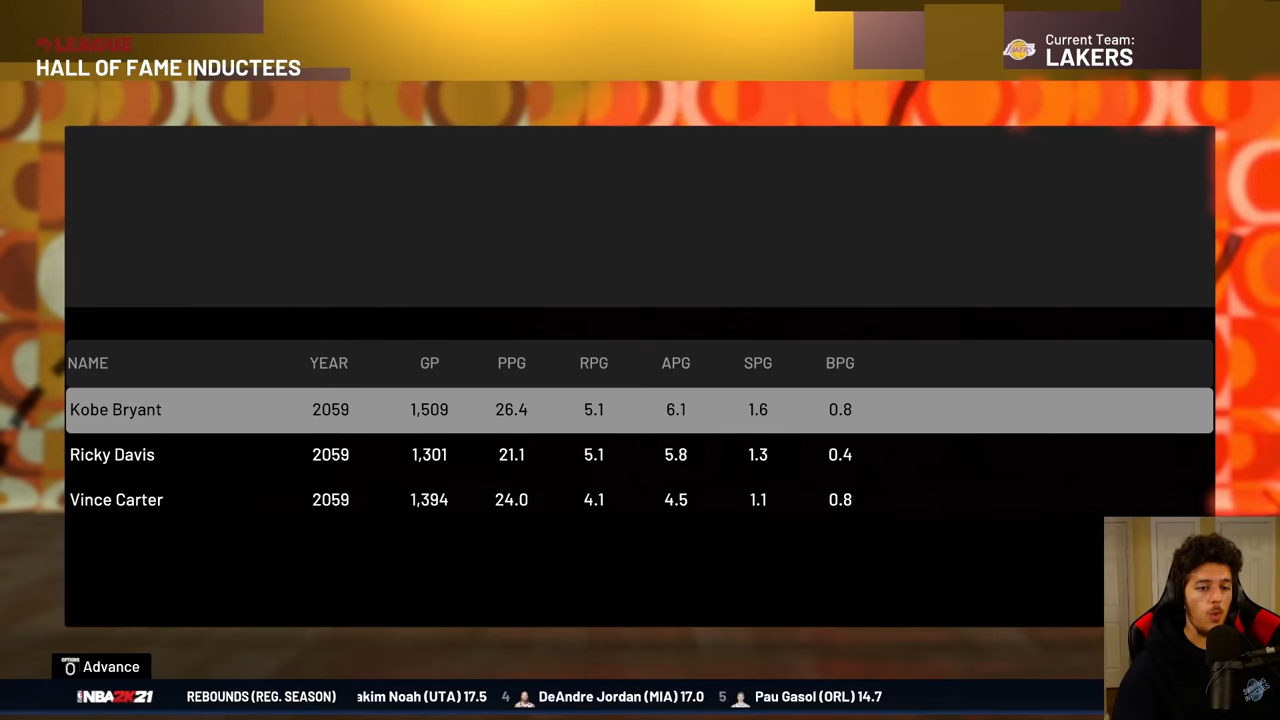 MyLEAGUE
HALL OF FAME INDUCTEES
Current Team:
LAKERS
NAME YEAR GP PPG RPG APG SPG BPG
Kobe Bryant 2059 1,509 26.4 5.1 6.1 1.6 0.8
Ricky Davis 2059 1,301 21.1 5.1 5.8 1.3 0.4
Vince Carter 2059 1,394 24.0 4.1 4.5 1.1 0.8
OPTIONS
Advance
NBA2K21 REBOUNDS (REG. SEASON) akim Noah (UTA) 17.5 4 DeAndre Jordan (MIA) 17.0 5 Pau Gasol (ORL) 14.7